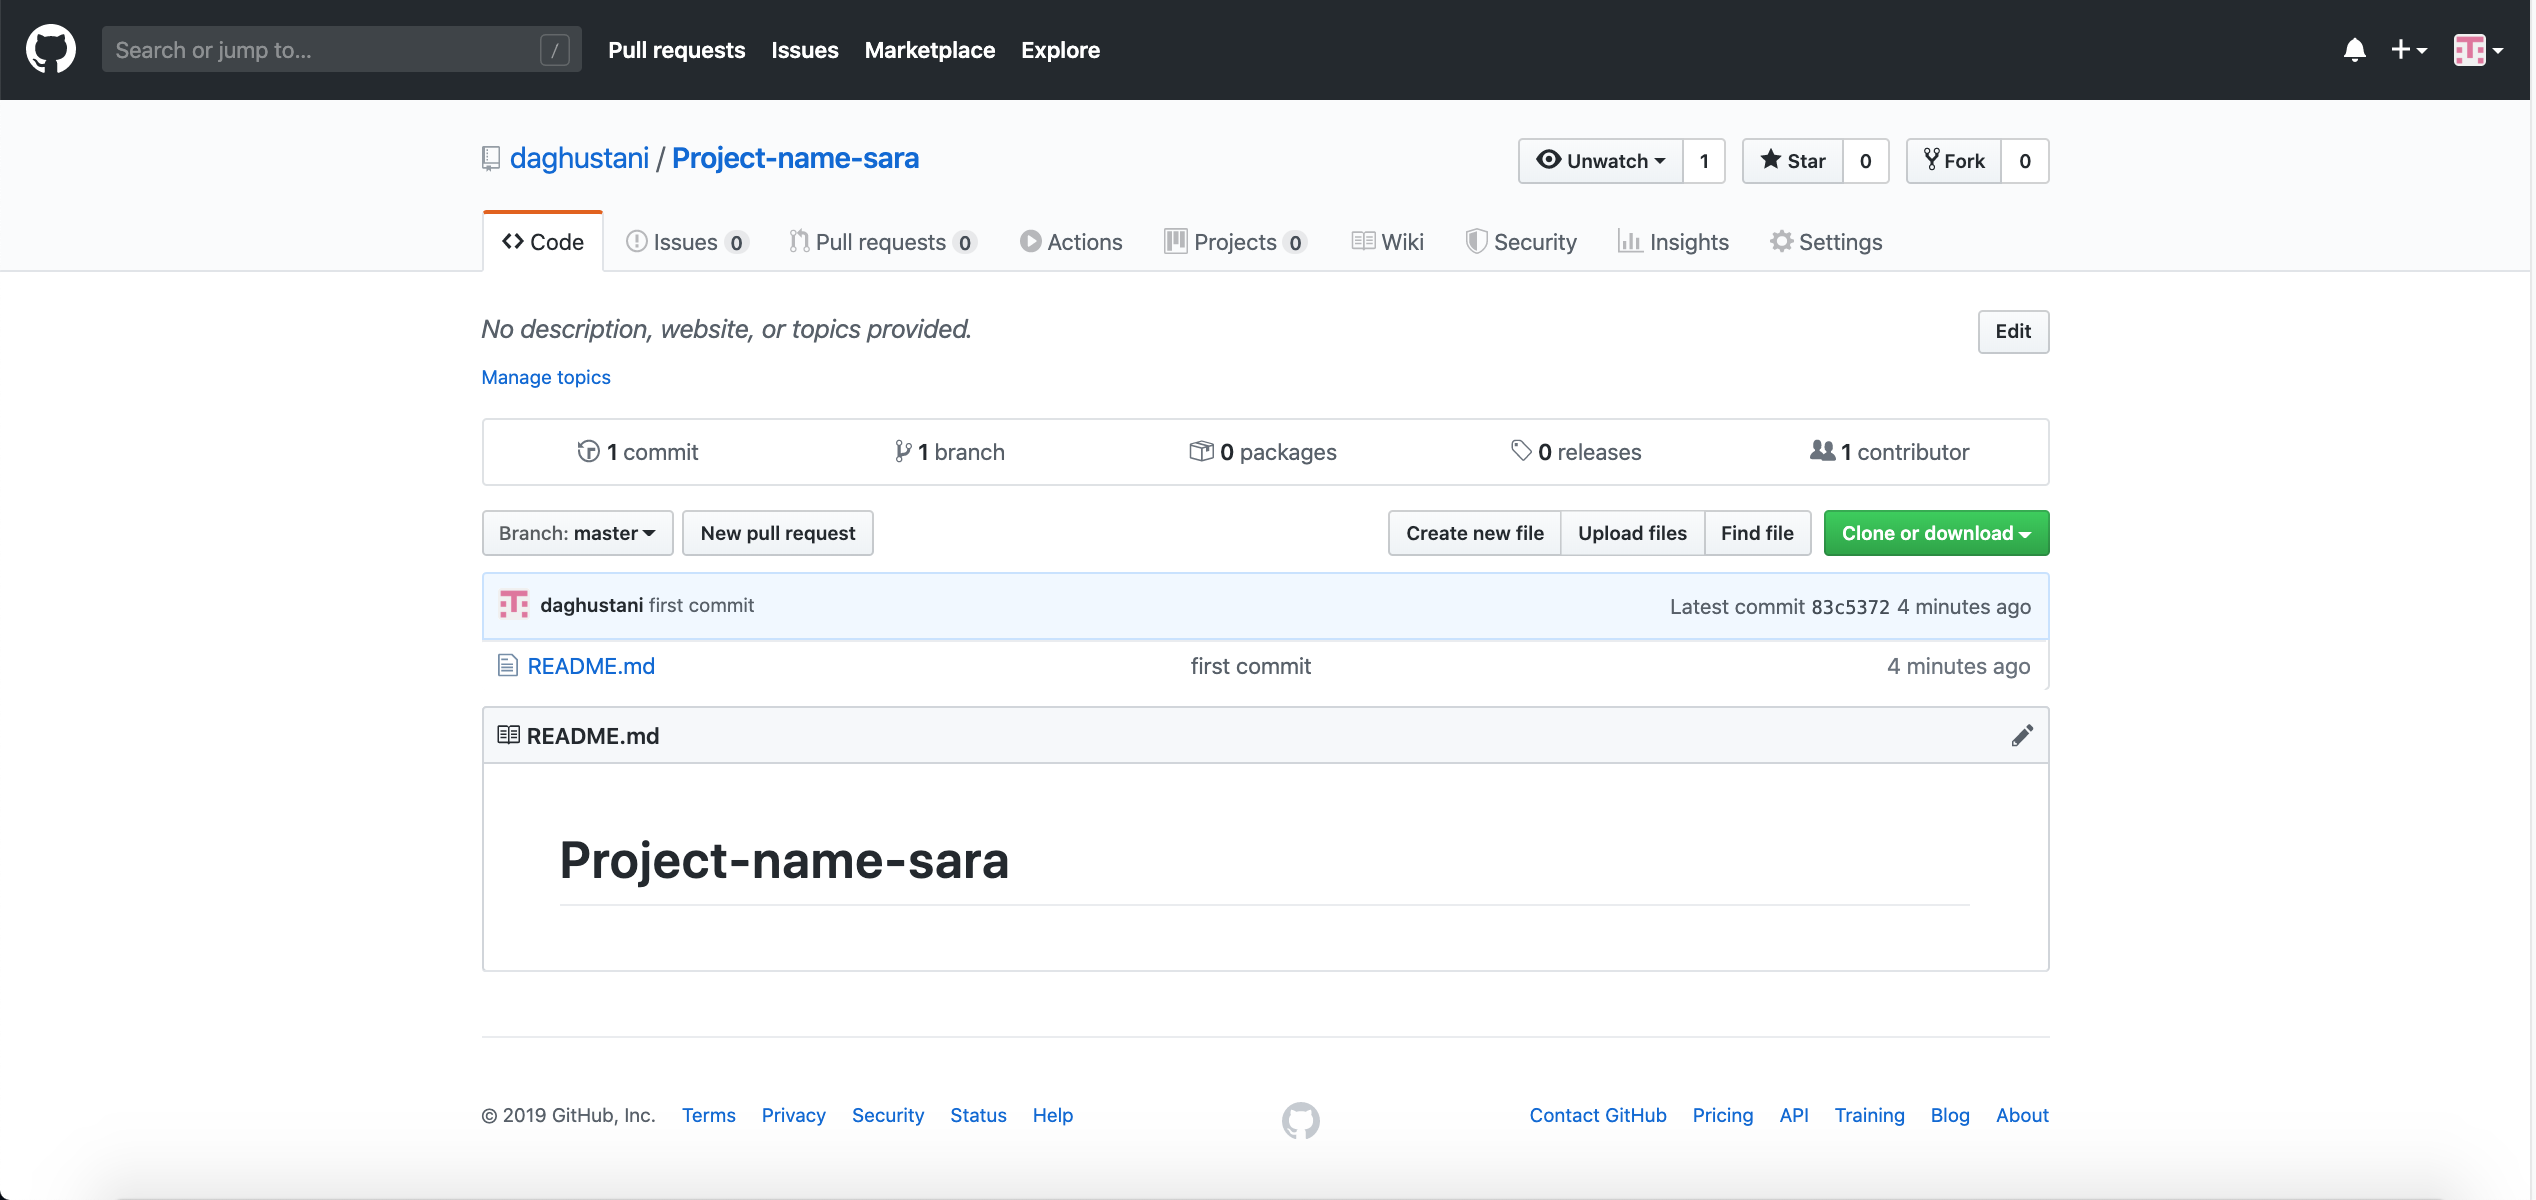 Search or jump to... /
Pull requests Issues Marketplace Explore
daghustani / Project-name-sara
Unwatch 1 Star 0 Fork 0
Code Issues 0 Pull requests 0 Actions Projects 0 Wiki Security Insights Settings
No description, website, or topics provided.
Edit
Manage topics
1 commit 1 branch 0 packages 0 releases 1 contributor
Branch: master New pull request Create new file Upload files Find file Clone or download
daghustani first commit Latest commit 83c5372 4 minutes ago
README.md first commit 4 minutes ago
README.md
Project-name-sara
© 2019 GitHub, Inc. Terms Privacy Security Status Help Contact GitHub Pricing API Training Blog About